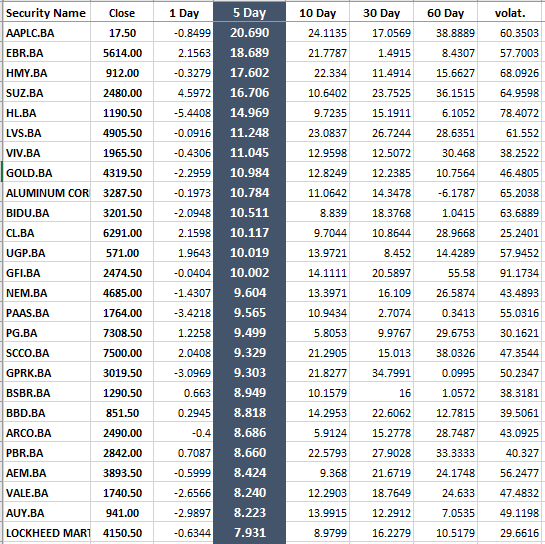 Security Name Close 1 Day 5 Day 10 Day 30 Day 60 Day volat.
AAPLC.BA 17.50 -0.8499 20.690 24.1135 17.0569 38.8889 60.3503
EBR.BA 5614.00 2.1563 18.689 21.7787 1.4914 8.4307 57.7003
HMY.BA 912.00 -0.3279 17.602 22.334 11.4914 15.6627 68.0926
SUZ.BA 2480.00 4.5972 16.706 10.6402 23.7525 36.1515 64.9598
HL.BA 1190.50 -5.4408 14.969 9.7235 15.1911 6.1052 78.4072
LVS.BA 4905.50 -0.0916 11.248 23.0837 26.7244 28.6351 61.552
VIV.BA 1965.50 -0.4306 11.045 12.9598 12.5072 30.468 38.2522
GOLD.BA 4319.50 -2.2959 10.984 12.8249 12.2385 10.7564 46.4805
ALUMINUM COR 3287.50 -0.1973 10.784 11.0642 14.3478 -6.1787 65.2038
BIDU.BA 3201.50 -2.0948 10.511 8.839 18.3768 1.0415 63.6889
CL.BA 6291.00 2.1598 10.117 9.7044 10.8644 28.9668 25.2401
UGP.BA 571.00 1.9643 10.019 13.9721 8.452 14.4289 57.9452
GFI.BA 2474.50 -0.0404 10.002 14.1111 20.5897 55.58 91.1734
NEM.BA 4685.00 -1.4307 9.604 13.3971 16.109 26.5874 43.4893
PAAS.BA 1764.00 -3.4218 9.565 10.9434 2.7074 0.3413 55.0316
PG.BA 7308.50 1.2258 9.499 5.8053 9.9767 29.6753 30.1621
SCCO.BA 7500.00 2.0408 9.329 21.2905 15.013 38.0326 47.3544
GPRK.BA 3019.50 -3.0969 9.303 21.8277 34.7991 0.0995 50.2347
BSBR.BA 1290.50 0.663 8.949 10.1579 16 1.0572 38.3181
BBD.BA 851.50 0.2945 8.818 14.2953 22.6062 12.7815 39.5061
ARCO.BA 2490.00 -0.4 8.686 5.9124 15.2778 28.7487 43.0925
PBR.BA 2842.00 0.7087 8.660 22.5793 27.9028 33.3333 40.327
AEM.BA 3893.50 -0.5999 8.424 9.368 21.6719 24.1748 56.2477
VALE.BA 1740.50 -2.6566 8.240 12.2903 18.7649 24.633 47.4832
AUY.BA 941.00 -2.9897 8.223 13.9915 12.2912 7.0535 49.1198
LOCKHEED MART 4150.50 -0.6344 7.931 8.9799 16.2279 10.5179 29.6616